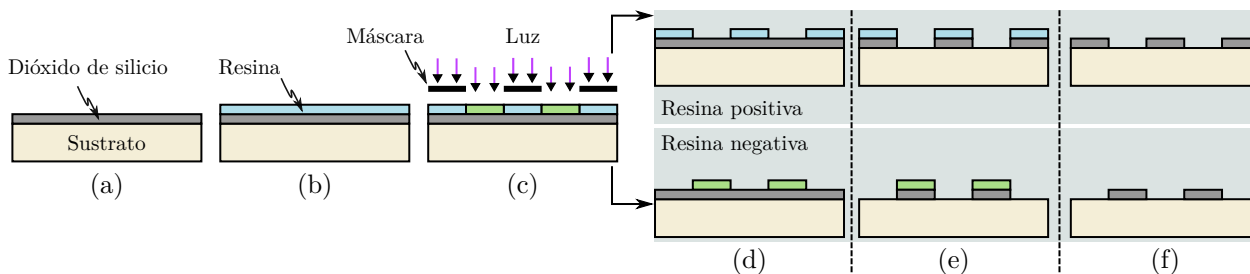 Dióxido de silicio
Sustrato
(a)
Resina
(b)
Máscara
Luz
(c)
Resina positiva
Resina negativa
(d)
(e)
(f)